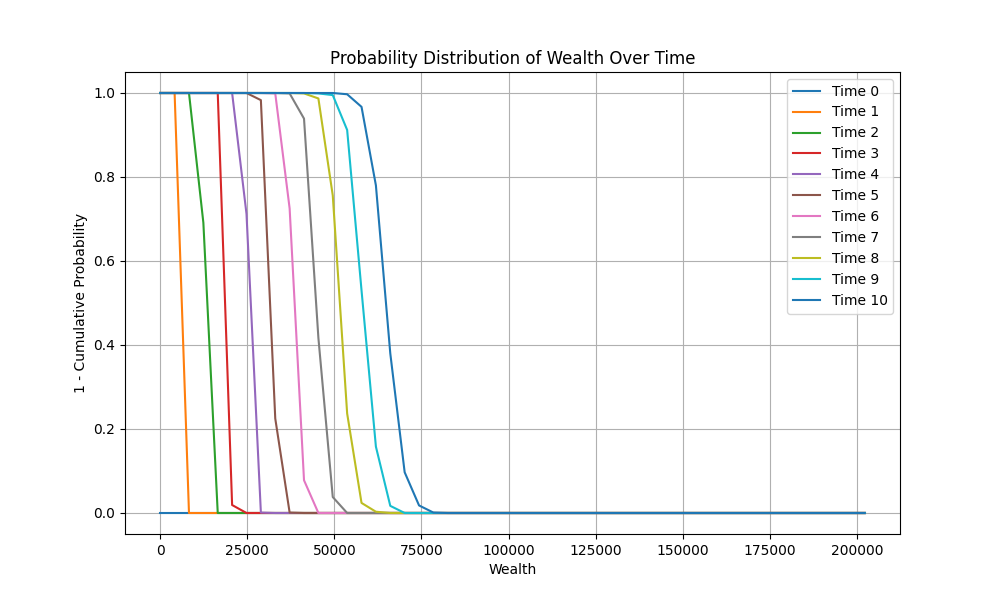 Probability Distribution of Wealth Over Time
1 - Cumulative Probability
1.0
0.8
0.6
0.4
0.2
0.0
0 25000 50000 75000 100000 125000 150000 175000 200000
Wealth
Time 0
Time 1
Time 2
Time 3
Time 4
Time 5
Time 6
Time 7
Time 8
Time 9
Time 10